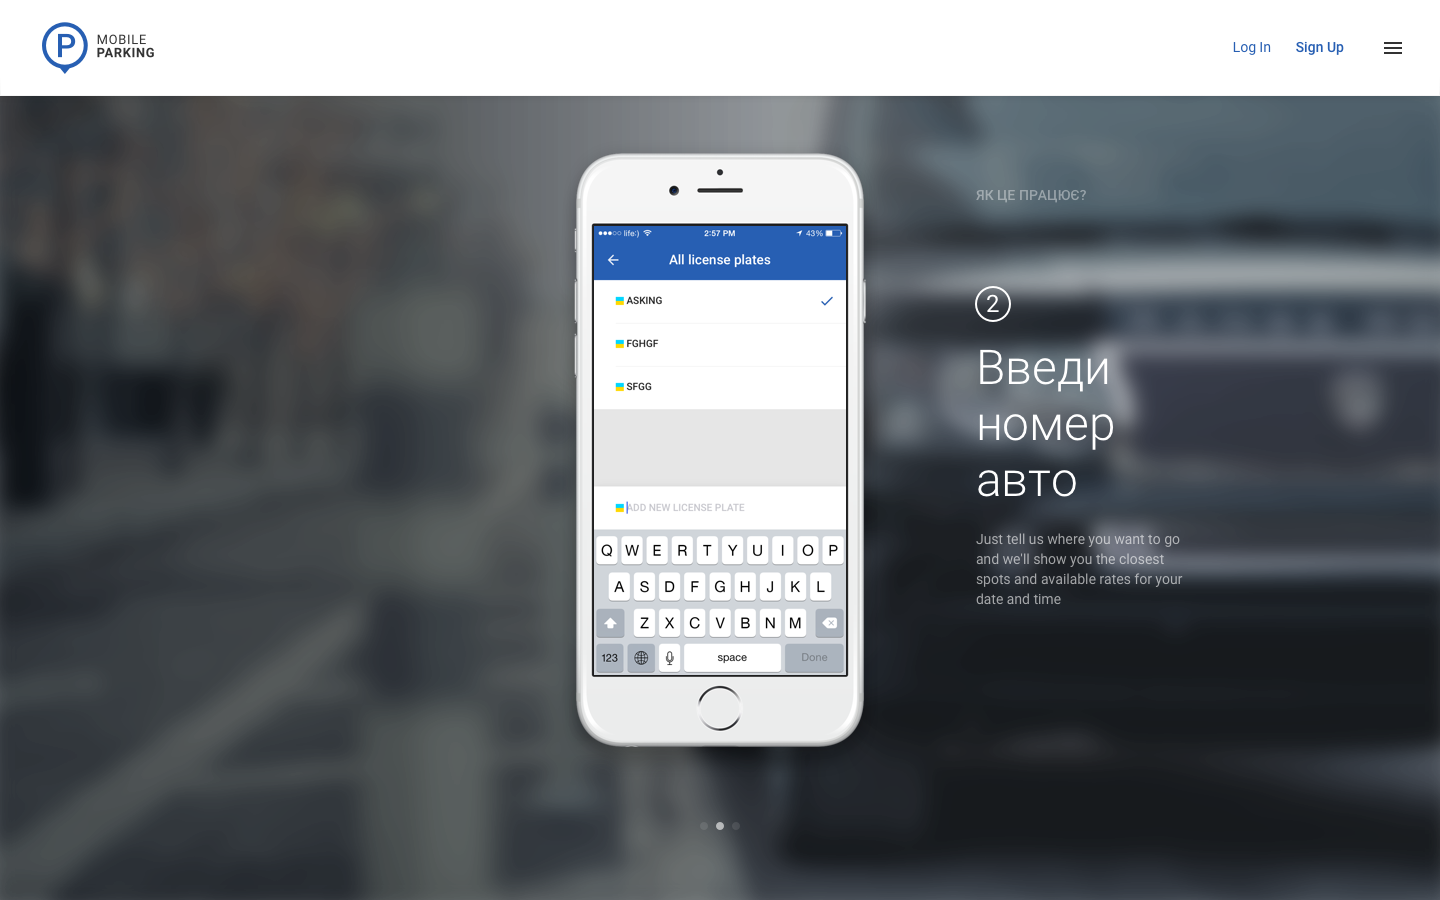 P
MOBILE
PARKING
Log In
Sign Up
ЯК ЦЕ ПРАЦЮЄ?
2
Введи
номер
авто
Just tell us where you want to go
and we'll show you the closest
spots and available rates for your
date and time
life:)
2:57 PM
43%
All license plates
ASKING
FGHGF
SFGG
ADD NEW LICENSE PLATE
Q W E R T Y U I O P
A S D F G H J K L
Z X C V B N M
123 space Done